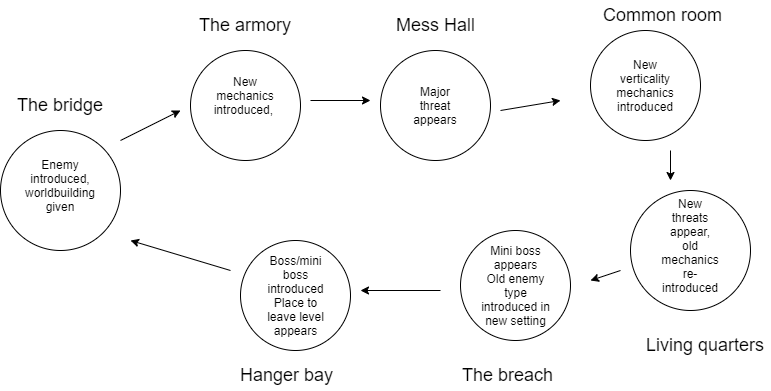 The bridge
Enemy
introduced,
worldbuilding
given
The armory
New
mechanics
introduced,
Mess Hall
Major
threat
appears
Common room
New
verticality
mechanics
introduced
New
threats
appear,
old
mechanics
re-
introduced
Living quarters
Mini boss
appears
Old enemy
type
introduced in
new setting
The breach
Boss/mini
boss
introduced
Place to
leave level
appears
Hanger bay